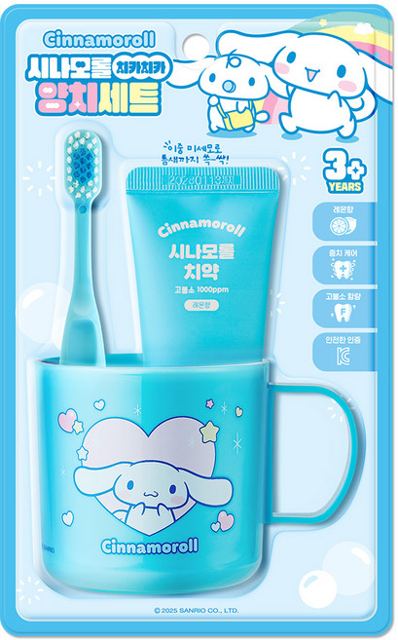 Cinnamoroll
시나모롤 치카치카
양치세트
이중 미세모로
틈새까지 쏙-싹!
3+
YEARS
Cinnamoroll
시나모롤
치약
고불소 1000ppm
레몬향
레몬향
충치 케어
고불소 함량
F
안전한 인증
KC
Cinnamoroll
© 2025 SANRIO CO., LTD.